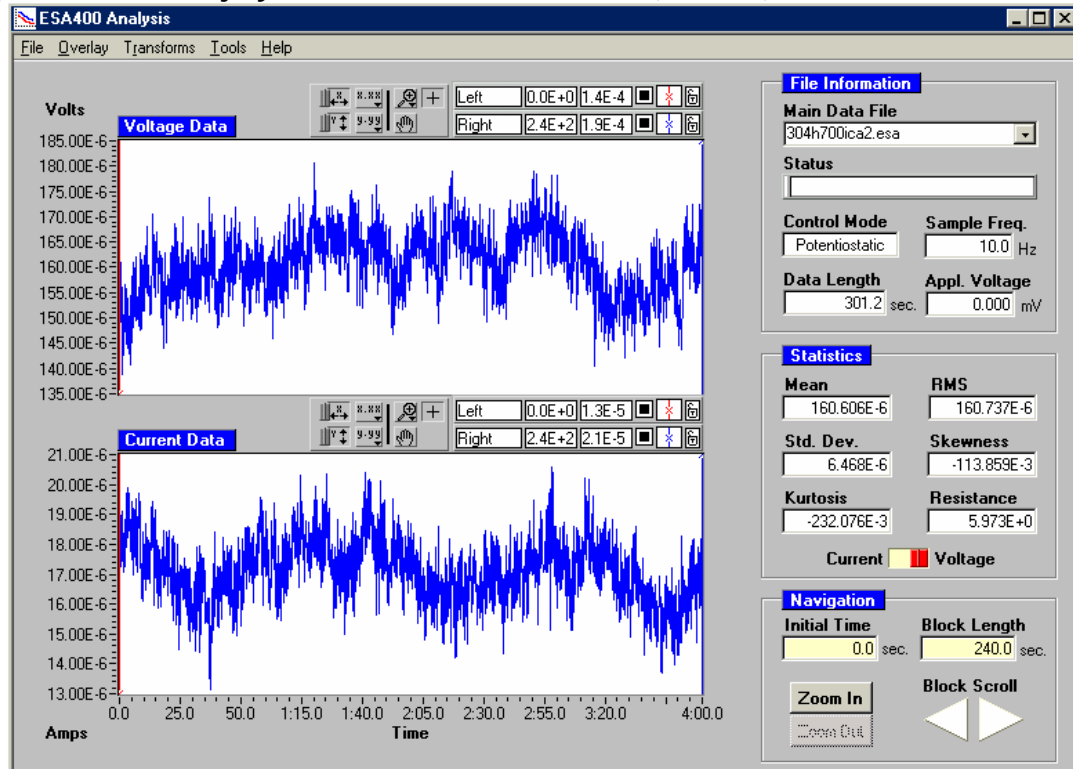 ESA400 Analysis
File Overlay Transforms Tools Help
Volts
Voltage Data
Left 0.0E+0 1.4E-4
Right 2.4E+2 1.9E-4
185.00E-6
180.00E-6
175.00E-6
170.00E-6
165.00E-6
160.00E-6
155.00E-6
150.00E-6
145.00E-6
140.00E-6
135.00E-6
Current Data
Left 0.0E+0 1.3E-5
Right 2.4E+2 2.1E-5
21.00E-6
20.00E-6
19.00E-6
18.00E-6
17.00E-6
16.00E-6
15.00E-6
14.00E-6
13.00E-6
0.0 25.0 50.0 1:15.0 1:40.0 2:05.0 2:30.0 2:55.0 3:20.0 4:00.0
Amps Time
File Information
Main Data File
304h700ica2.esa
Status
Control Mode Sample Freq.
Potentiostatic 10.0 Hz
Data Length Appl. Voltage
301.2 sec. 0.000 mV
Statistics
Mean RMS
160.606E-6 160.737E-6
Std. Dev. Skewness
6.468E-6 -113.859E-3
Kurtosis Resistance
-232.076E-3 5.973E+0
Current Voltage
Navigation
Initial Time Block Length
0.0 sec. 240.0 sec.
Zoom In Block Scroll
Zoom Out